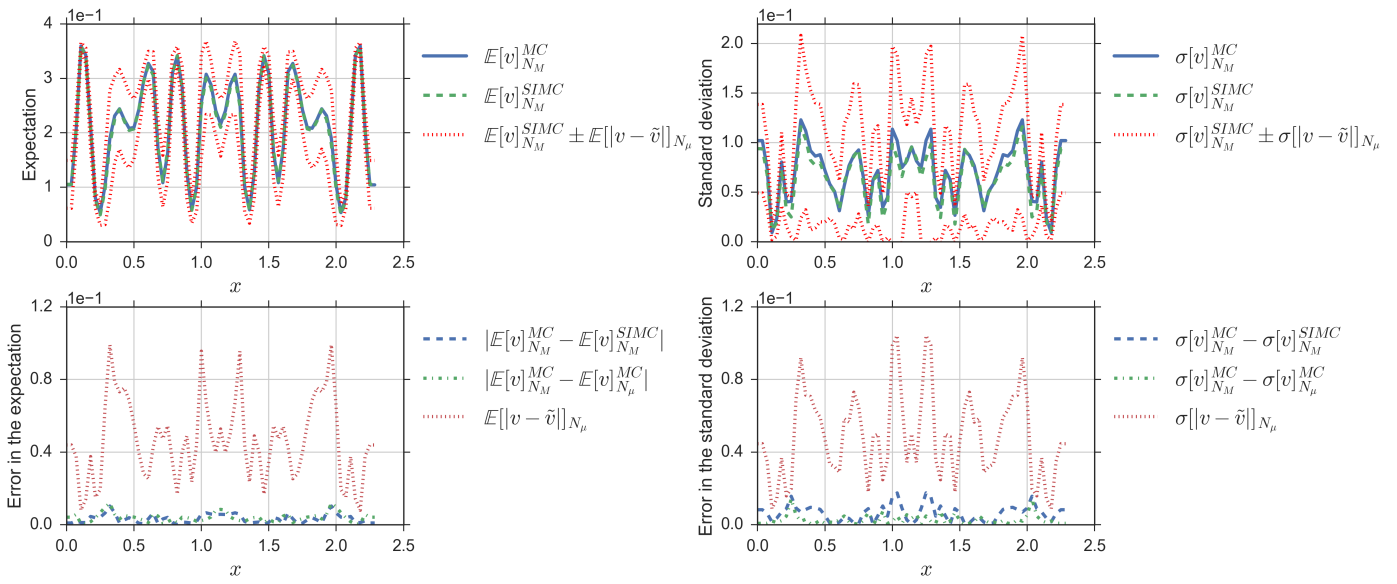 1e−1
4
3
2
1
0
Expectation
0.0 0.5 1.0 1.5 2.0 2.5
x
𝔼[v]^{MC}_{N_M}
𝔼[v]^{SIMC}_{N_M}
𝔼[v]^{SIMC}_{N_M} ± 𝔼[|v − ṽ|]_{N_μ}
1e−1
2.0
1.5
1.0
0.5
0.0
Standard deviation
0.0 0.5 1.0 1.5 2.0 2.5
x
σ[v]^{MC}_{N_M}
σ[v]^{SIMC}_{N_M}
σ[v]^{SIMC}_{N_M} ± σ[|v − ṽ|]_{N_μ}
1e−1
1.2
0.8
0.4
0.0
Error in the expectation
0.0 0.5 1.0 1.5 2.0 2.5
x
|𝔼[v]^{MC}_{N_M} − 𝔼[v]^{SIMC}_{N_M}|
|𝔼[v]^{MC}_{N_M} − 𝔼[v]^{MC}_{N_μ}|
𝔼[|v − ṽ|]_{N_μ}
1e−1
1.2
0.8
0.4
0.0
Error in the standard deviation
0.0 0.5 1.0 1.5 2.0 2.5
x
σ[v]^{MC}_{N_M} − σ[v]^{SIMC}_{N_M}
σ[v]^{MC}_{N_M} − σ[v]^{MC}_{N_μ}
σ[|v − ṽ|]_{N_μ}